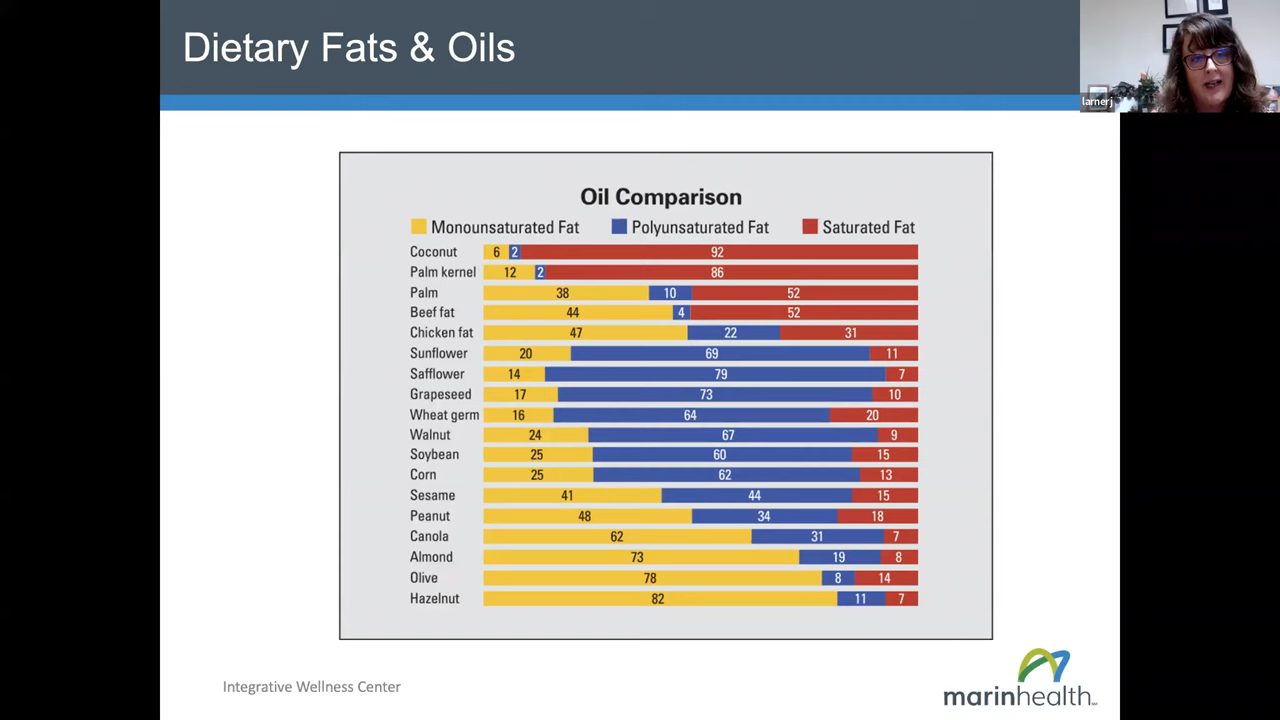 Dietary Fats & Oils
lamerj
Oil Comparison
Monounsaturated Fat Polyunsaturated Fat Saturated Fat
Coconut 6 2 92
Palm kernel 12 2 86
Palm 38 10 52
Beef fat 44 4 52
Chicken fat 47 22 31
Sunflower 20 69 11
Safflower 14 79 7
Grapeseed 17 73 10
Wheat germ 16 64 20
Walnut 24 67 9
Soybean 25 60 15
Corn 25 62 13
Sesame 41 44 15
Peanut 48 34 18
Canola 62 31 7
Almond 73 19 8
Olive 78 8 14
Hazelnut 82 11 7
Integrative Wellness Center
marinhealth